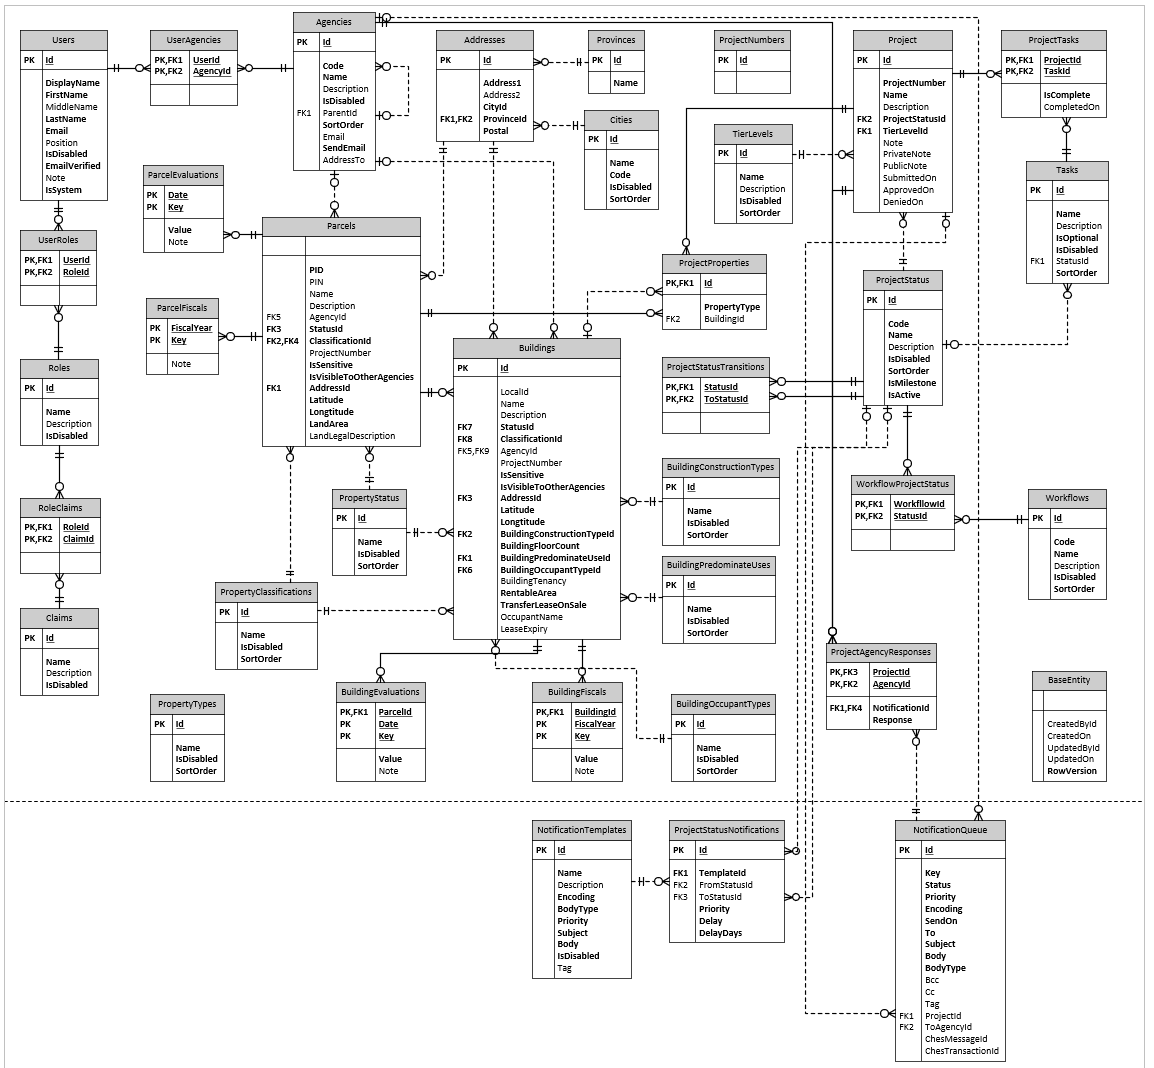 Users
PK Id
DisplayName
FirstName
MiddleName
LastName
Email
Position
IsDisabled
EmailVerified
Note
IsSystem
UserAgencies
PK,FK1 UserId
PK,FK2 AgencyId
Agencies
PK Id
Code
Name
Description
IsDisabled
FK1 ParentId
SortOrder
Email
SendEmail
AddressTo
Addresses
PK Id
Address1
Address2
CityId
FK1,FK2 ProvinceId
Postal
Provinces
PK Id
Name
Cities
PK Id
Name
Code
IsDisabled
SortOrder
ProjectNumbers
PK Id
TierLevels
PK Id
Name
Description
IsDisabled
SortOrder
Project
PK Id
ProjectNumber
Name
Description
FK2 ProjectStatusId
FK1 TierLevelId
Note
PrivateNote
PublicNote
SubmittedOn
ApprovedOn
DeniedOn
ProjectTasks
PK,FK1 ProjectId
PK,FK2 TaskId
IsComplete
CompletedOn
Tasks
PK Id
Name
Description
IsOptional
IsDisabled
FK1 StatusId
SortOrder
ParcelEvaluations
PK Date
PK Key
Value
Note
UserRoles
PK,FK1 UserId
PK,FK2 RoleId
Parcels
PID
PIN
Name
Description
FK5 AgencyId
FK3 StatusId
FK2,FK4 ClassificationId
ProjectNumber
IsSensitive
IsVisibleToOtherAgencies
FK1 AddressId
Latitude
Longtitude
LandArea
LandLegalDescription
ParcelFiscals
PK FiscalYear
PK Key
Note
ProjectProperties
PK,FK1 Id
PropertyType
FK2 BuildingId
ProjectStatus
PK Id
Code
Name
Description
IsDisabled
SortOrder
IsMilestone
IsActive
Roles
PK Id
Name
Description
IsDisabled
Buildings
PK Id
LocalId
Name
Description
FK7 StatusId
FK8 ClassificationId
FK5,FK9 AgencyId
ProjectNumber
IsSensitive
IsVisibleToOtherAgencies
FK3 AddressId
Latitude
Longtitude
FK2 BuildingConstructionTypeId
BuildingFloorCount
FK1 BuildingPredominateUseId
FK6 BuildingOccupantTypeId
BuildingTenancy
RentableArea
TransferLeaseOnSale
OccupantName
LeaseExpiry
ProjectStatusTransitions
PK,FK1 StatusId
PK,FK2 ToStatusId
BuildingConstructionTypes
PK Id
Name
IsDisabled
SortOrder
WorkflowProjectStatus
PK,FK1 WorkfllowId
PK,FK2 StatusId
Workflows
PK Id
Code
Name
Description
IsDisabled
SortOrder
RoleClaims
PK,FK1 RoleId
PK,FK2 ClaimId
PropertyStatus
PK Id
Name
IsDisabled
SortOrder
BuildingPredominateUses
PK Id
Name
IsDisabled
SortOrder
PropertyClassifications
PK Id
Name
IsDisabled
SortOrder
Claims
PK Id
Name
Description
IsDisabled
ProjectAgencyResponses
PK,FK3 ProjectId
PK,FK2 AgencyId
FK1,FK4 NotificationId
Response
BaseEntity
CreatedById
CreatedOn
UpdatedById
UpdatedOn
RowVersion
PropertyTypes
PK Id
Name
IsDisabled
SortOrder
BuildingEvaluations
PK,FK1 ParcelId
PK Date
PK Key
Value
Note
BuildingFiscals
PK,FK1 BuildingId
PK FiscalYear
PK Key
Value
Note
BuildingOccupantTypes
PK Id
Name
IsDisabled
SortOrder
NotificationTemplates
PK Id
Name
Description
Encoding
BodyType
Priority
Subject
Body
IsDisabled
Tag
ProjectStatusNotifications
PK Id
FK1 TemplateId
FK2 FromStatusId
FK3 ToStatusId
Priority
Delay
DelayDays
NotificationQueue
PK Id
Key
Status
Priority
Encoding
SendOn
To
Subject
Body
BodyType
Bcc
Cc
Tag
FK1 ProjectId
FK2 ToAgencyId
ChesMessageId
ChesTransactionId